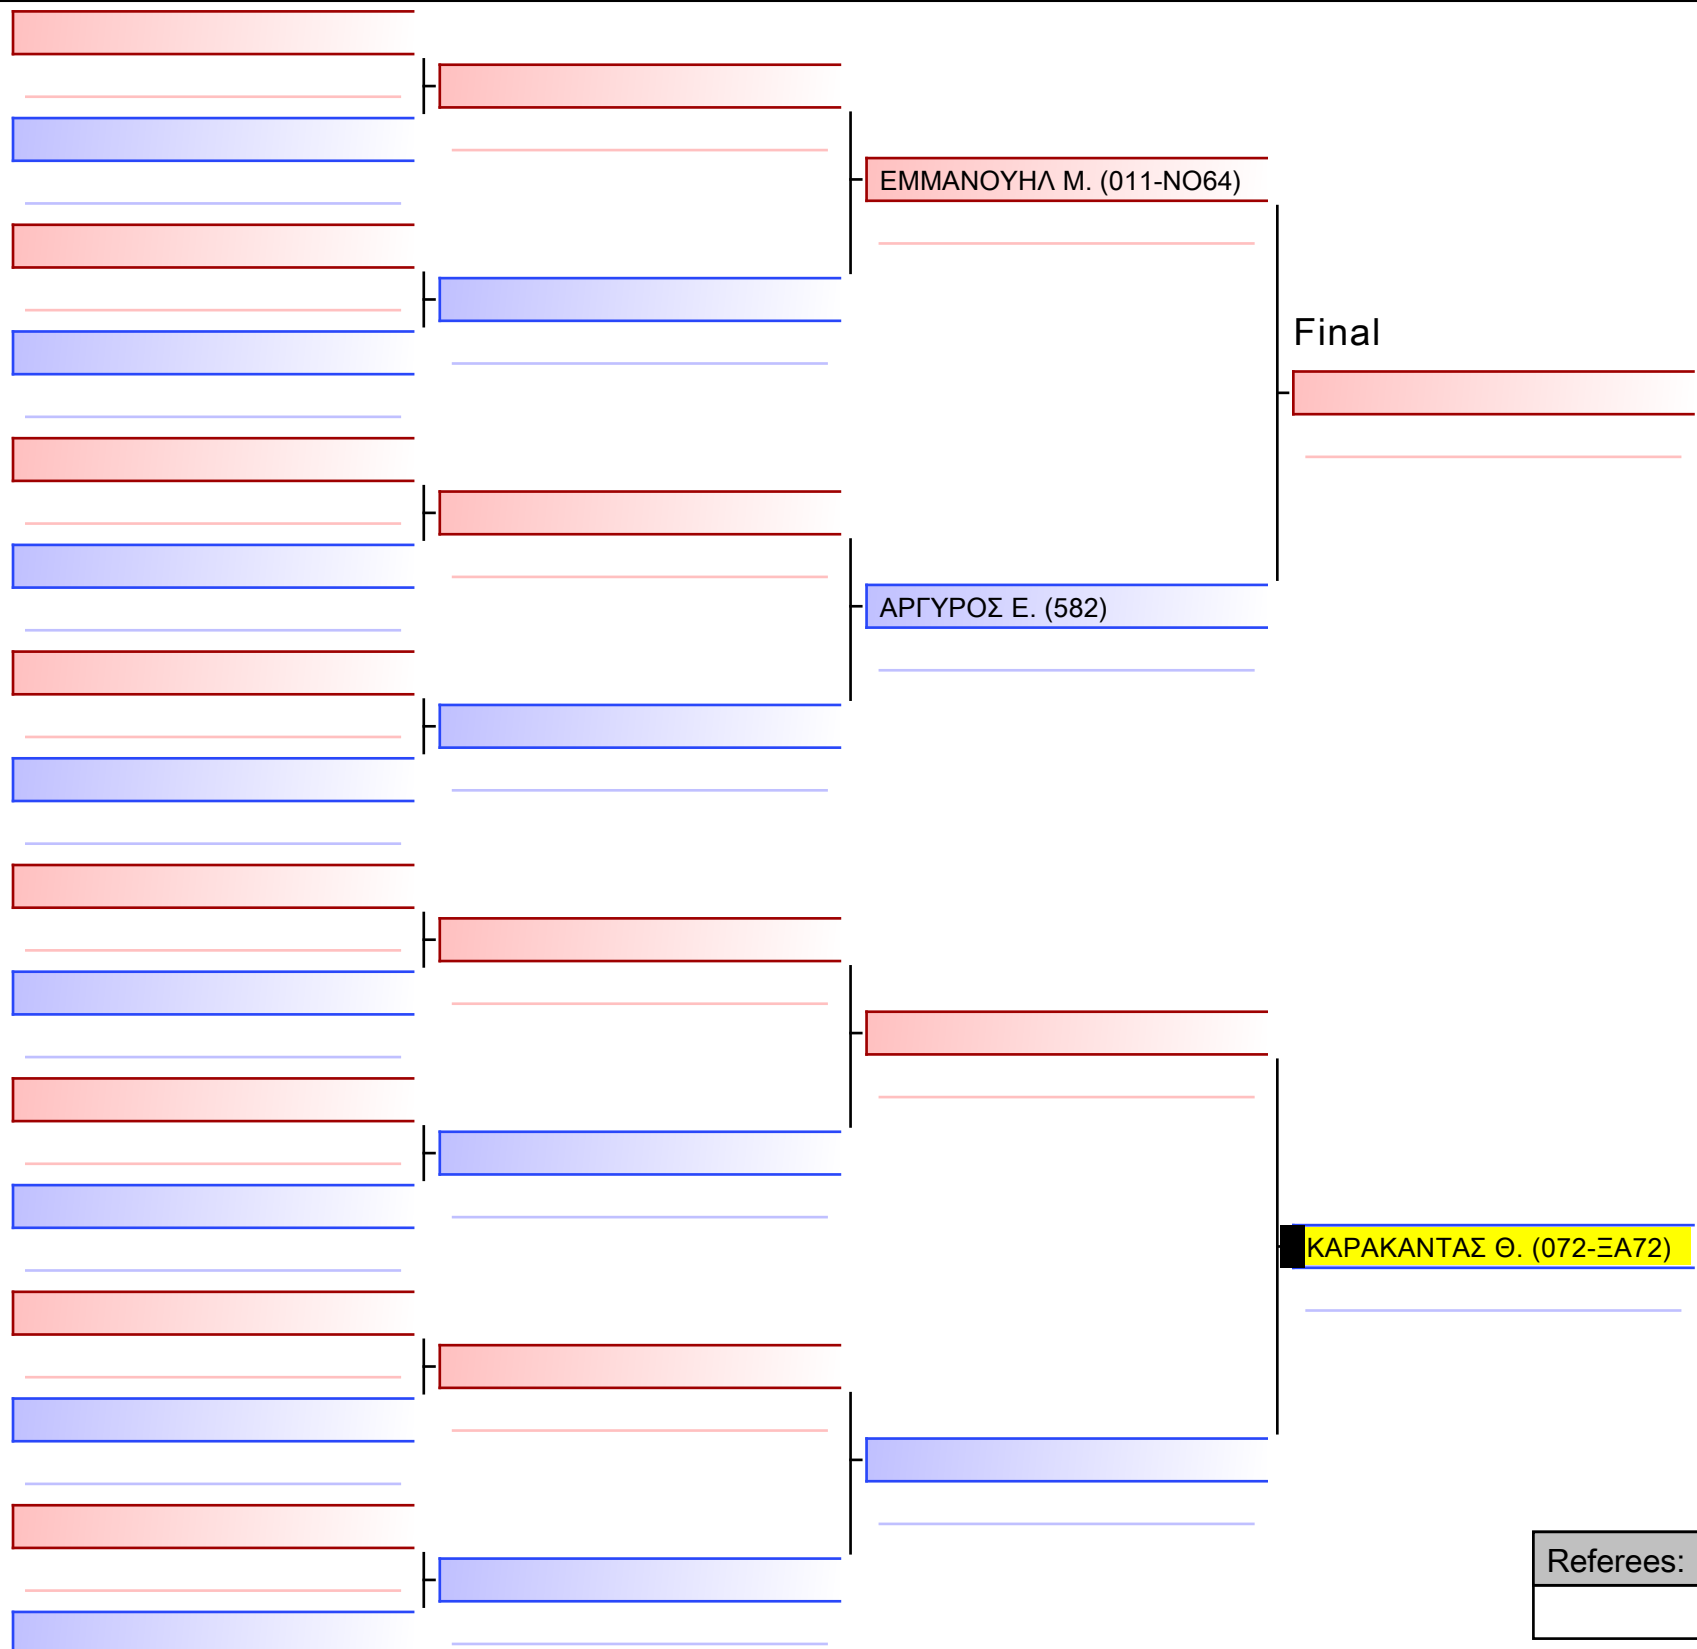 ΕΜΜΑΝΟΥΗΛ Μ. (011-ΝΟ64)
Final
ΑΡΓΥΡΟΣ Ε. (582)
ΚΑΡΑΚΑΝΤΑΣ Θ. (072-ΞΑ72)
Referees: